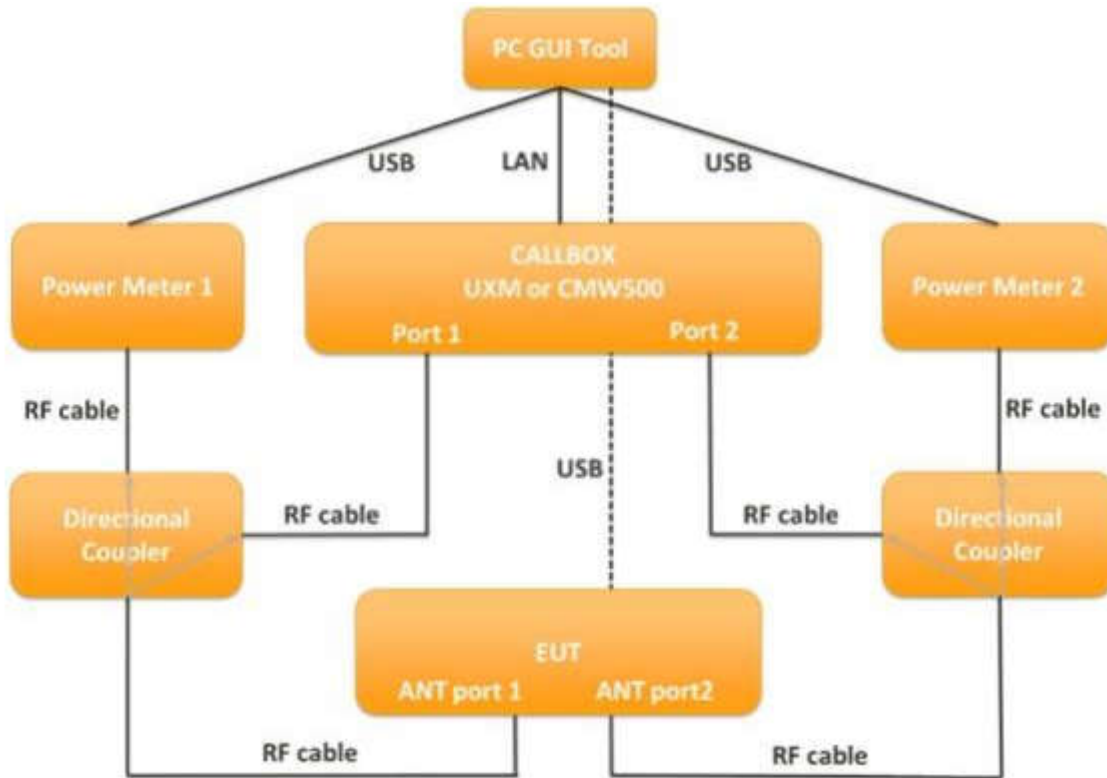 PC GUI Tool
USB
LAN
USB
Power Meter 1
CALLBOX
UXM or CMW500
Port 1
Port 2
Power Meter 2
RF cable
RF cable
USB
Directional
Coupler
RF cable
RF cable
Directional
Coupler
EUT
ANT port 1
ANT port2
RF cable
RF cable